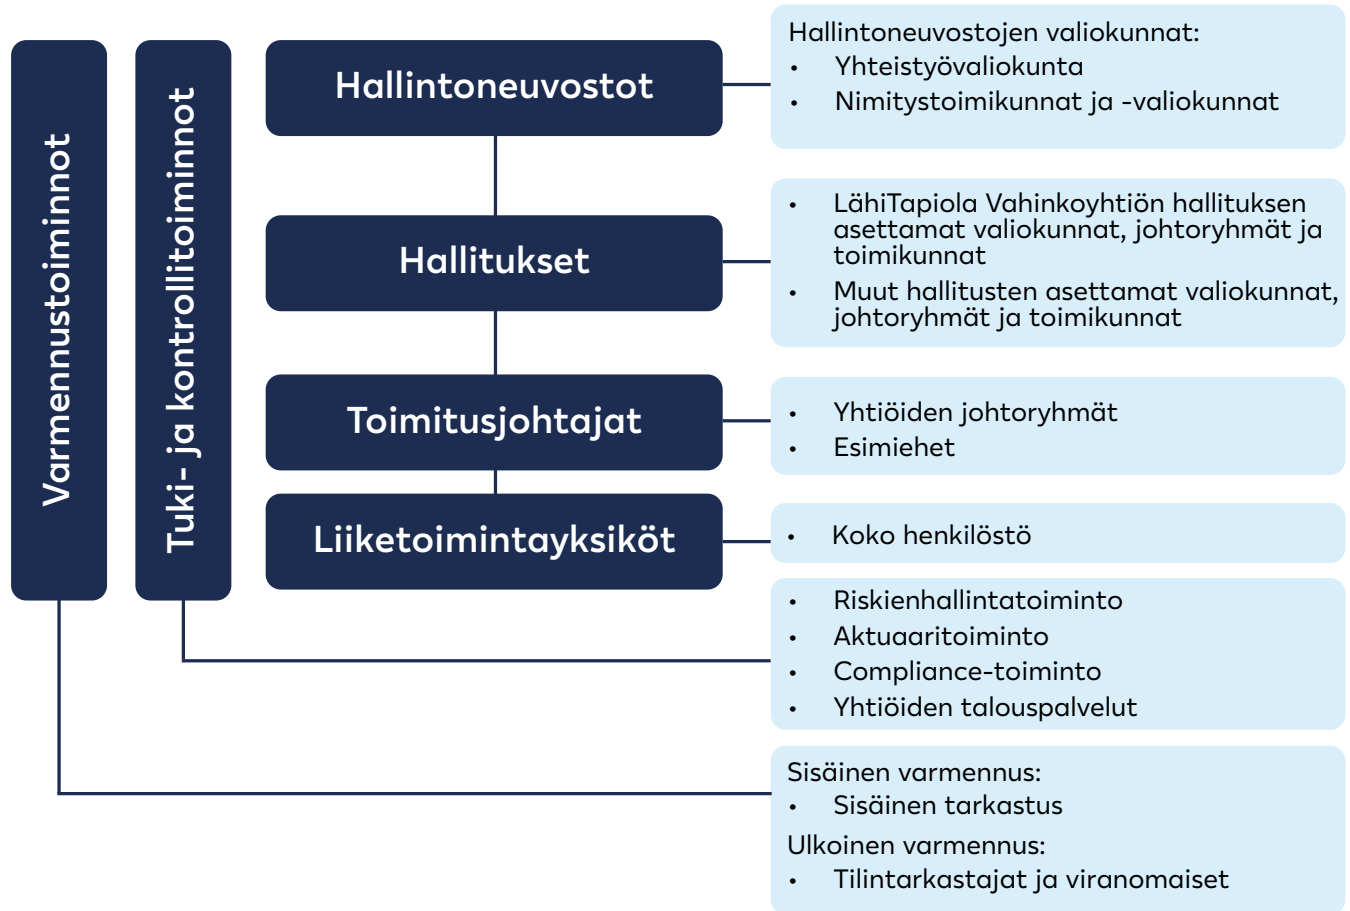 Varmennustoiminnot
Tuki- ja kontrollitoiminnot
Hallintoneuvostot
Hallintoneuvostojen valiokunnat:
• Yhteistyövaliokunta
• Nimitystoimikunnat ja -valiokunnat
Hallitukset
• LähiTapiola Vahinkoyhtiön hallituksen
asettamat valiokunnat, johtoryhmät ja
toimikunnat
• Muut hallitusten asettamat valiokunnat,
johtoryhmät ja toimikunnat
Toimitusjohtajat
• Yhtiöiden johtoryhmät
• Esimiehet
Liiketoimintayksiköt
• Koko henkilöstö
• Riskienhallintatoiminto
• Aktuaaritoiminto
• Compliance-toiminto
• Yhtiöiden talouspalvelut
Sisäinen varmennus:
• Sisäinen tarkastus
Ulkoinen varmennus:
• Tilintarkastajat ja viranomaiset